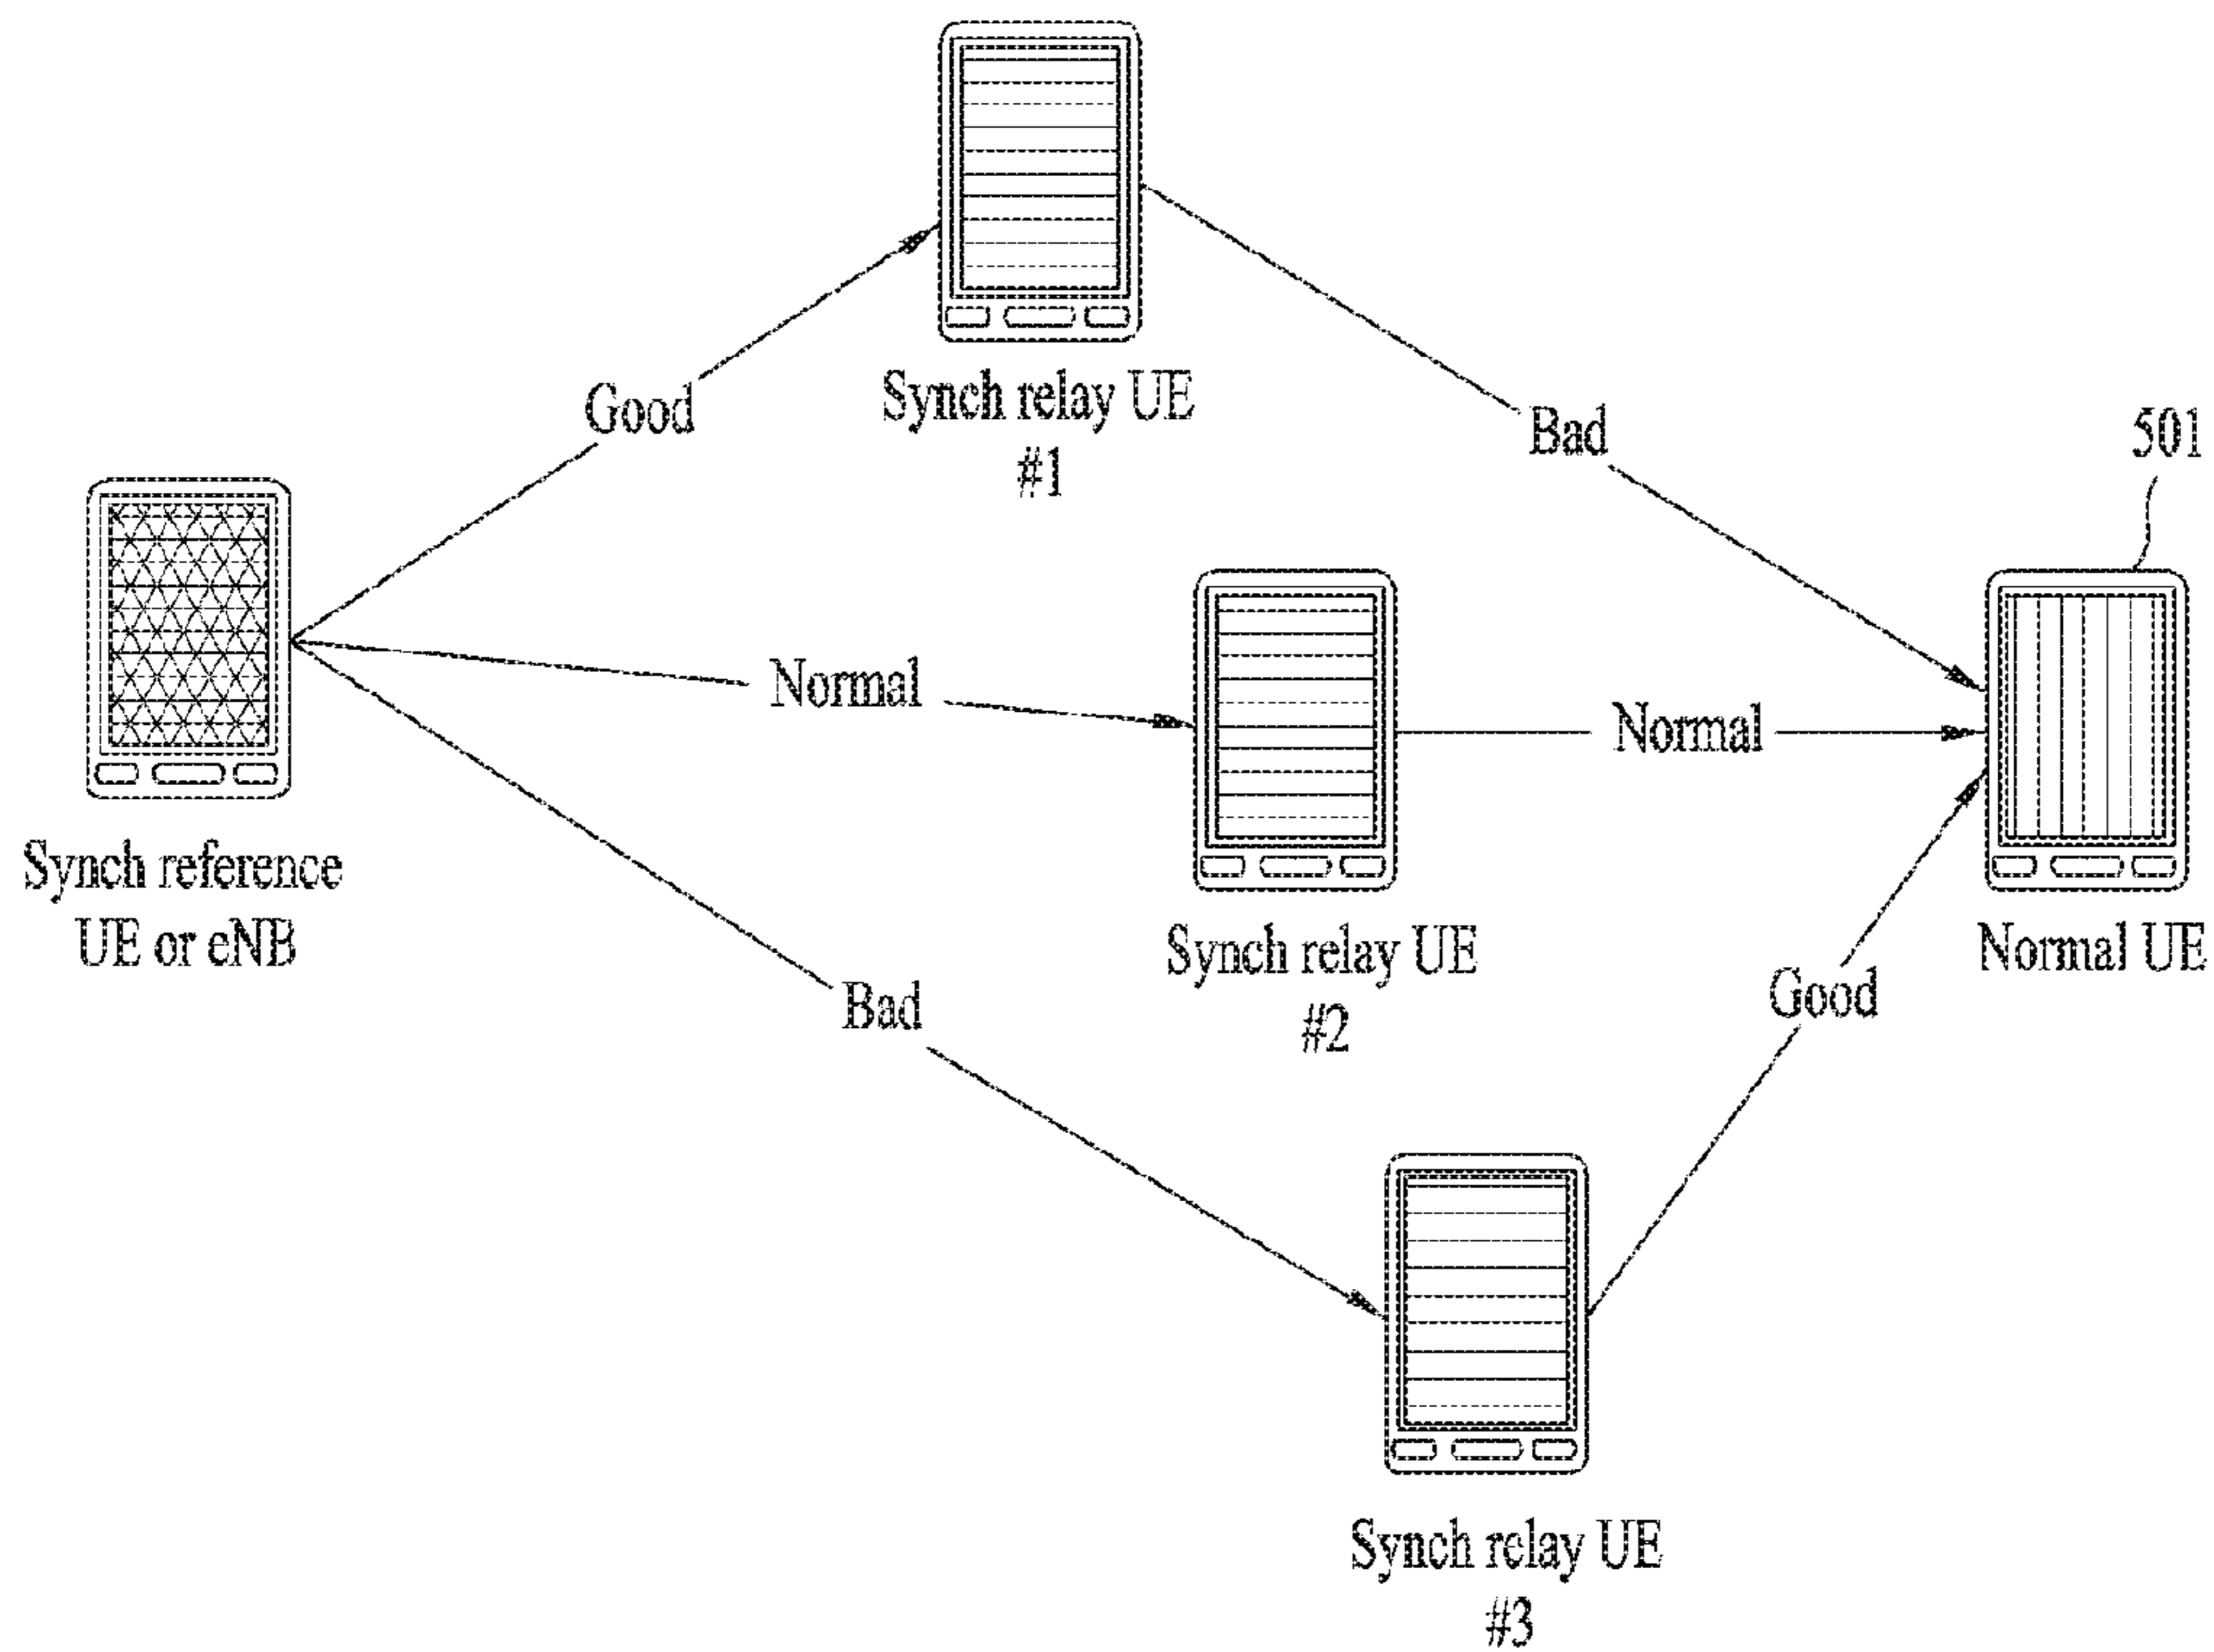 Good
Synch relay UE
#1
Bad
501
Synch reference
UE or eNB
Normal
Normal
Synch relay UE
#2
Normal UE
Bad
Good
Synch relay UE
#3